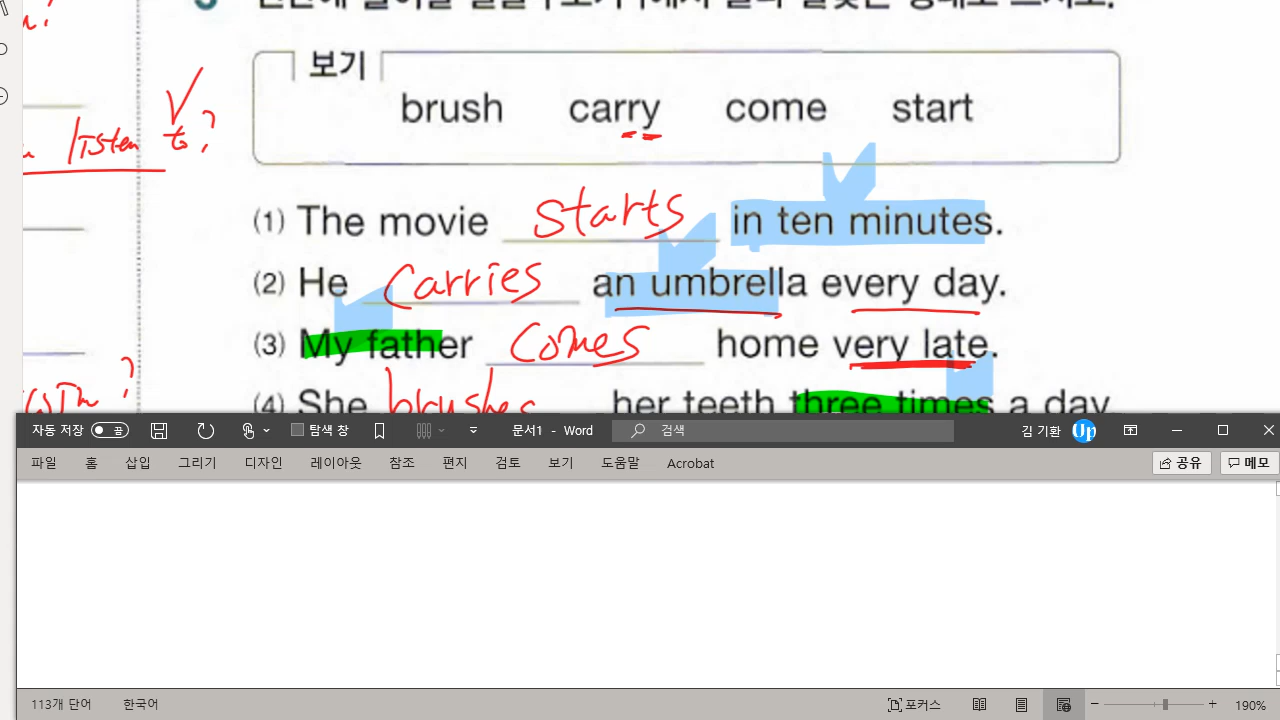 보기
brush carry come start
listen to?
(1) The movie starts in ten minutes.
(2) He carries an umbrella every day.
(3) My father comes home very late.
(4) She brushes her teeth three times a day.
자동 저장 끔 탐색 창 문서1 - Word 검색 김 기환 Up
파일 홈 삽입 그리기 디자인 레이아웃 참조 편지 검토 보기 도움말 Acrobat 공유 메모
113개 단어 한국어 포커스 190%